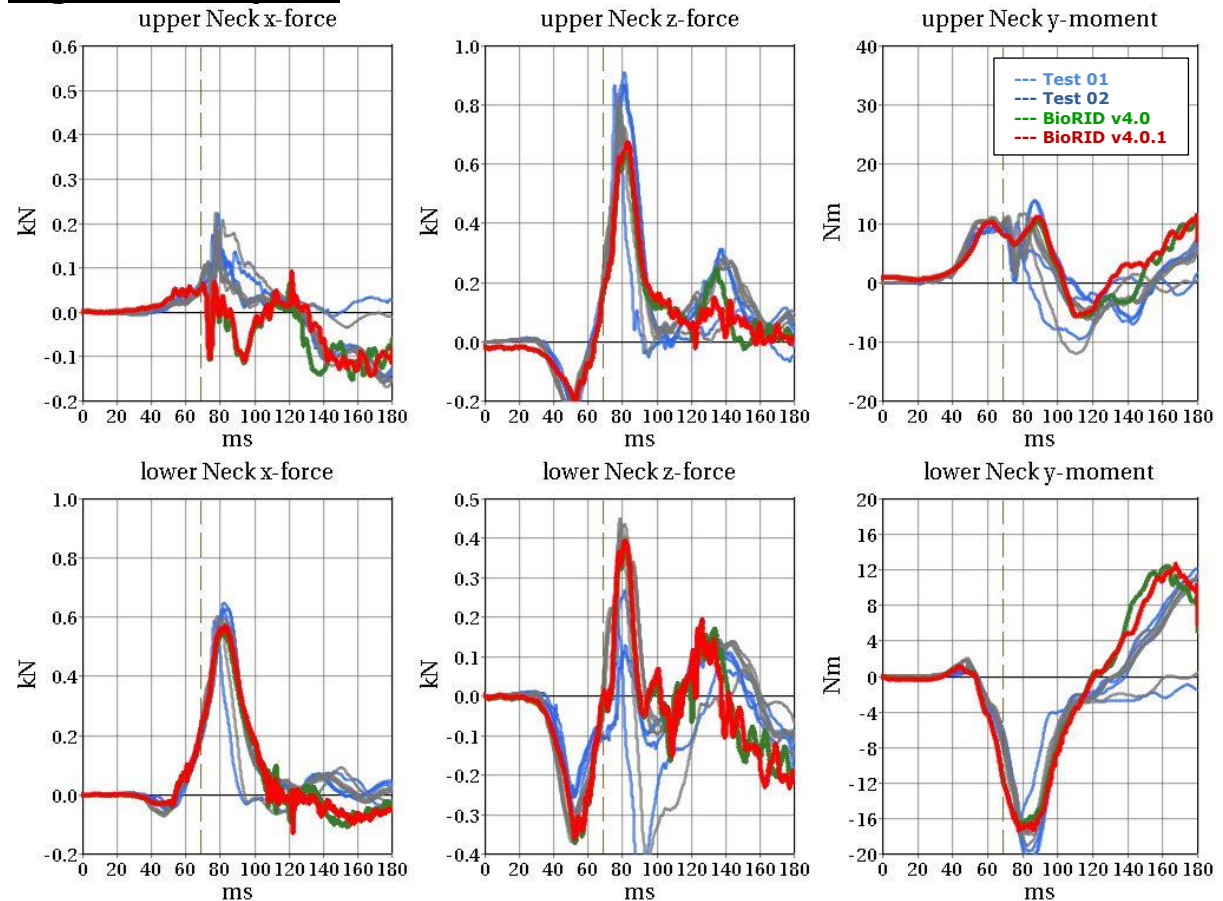 upper Neck x-force
upper Neck z-force
upper Neck y-moment
0.6
0.5
0.4
0.3
0.2
0.1
0.0
-0.1
-0.2
kN
0 20 40 60 80 100 120 140 160 180
ms
1.0
0.8
0.6
0.4
0.2
0.0
-0.2
kN
0 20 40 60 80 100 120 140 160 180
ms
40
30
20
10
0
-10
-20
Nm
0 20 40 60 80 100 120 140 160 180
ms
--- Test 01
--- Test 02
--- BioRID v4.0
--- BioRID v4.0.1
lower Neck x-force
lower Neck z-force
lower Neck y-moment
1.0
0.8
0.6
0.4
0.2
0.0
-0.2
kN
0 20 40 60 80 100 120 140 160 180
ms
0.5
0.4
0.3
0.2
0.1
0.0
-0.1
-0.2
-0.3
-0.4
kN
0 20 40 60 80 100 120 140 160 180
ms
20
16
12
8
4
0
-4
-8
-12
-16
-20
Nm
0 20 40 60 80 100 120 140 160 180
ms